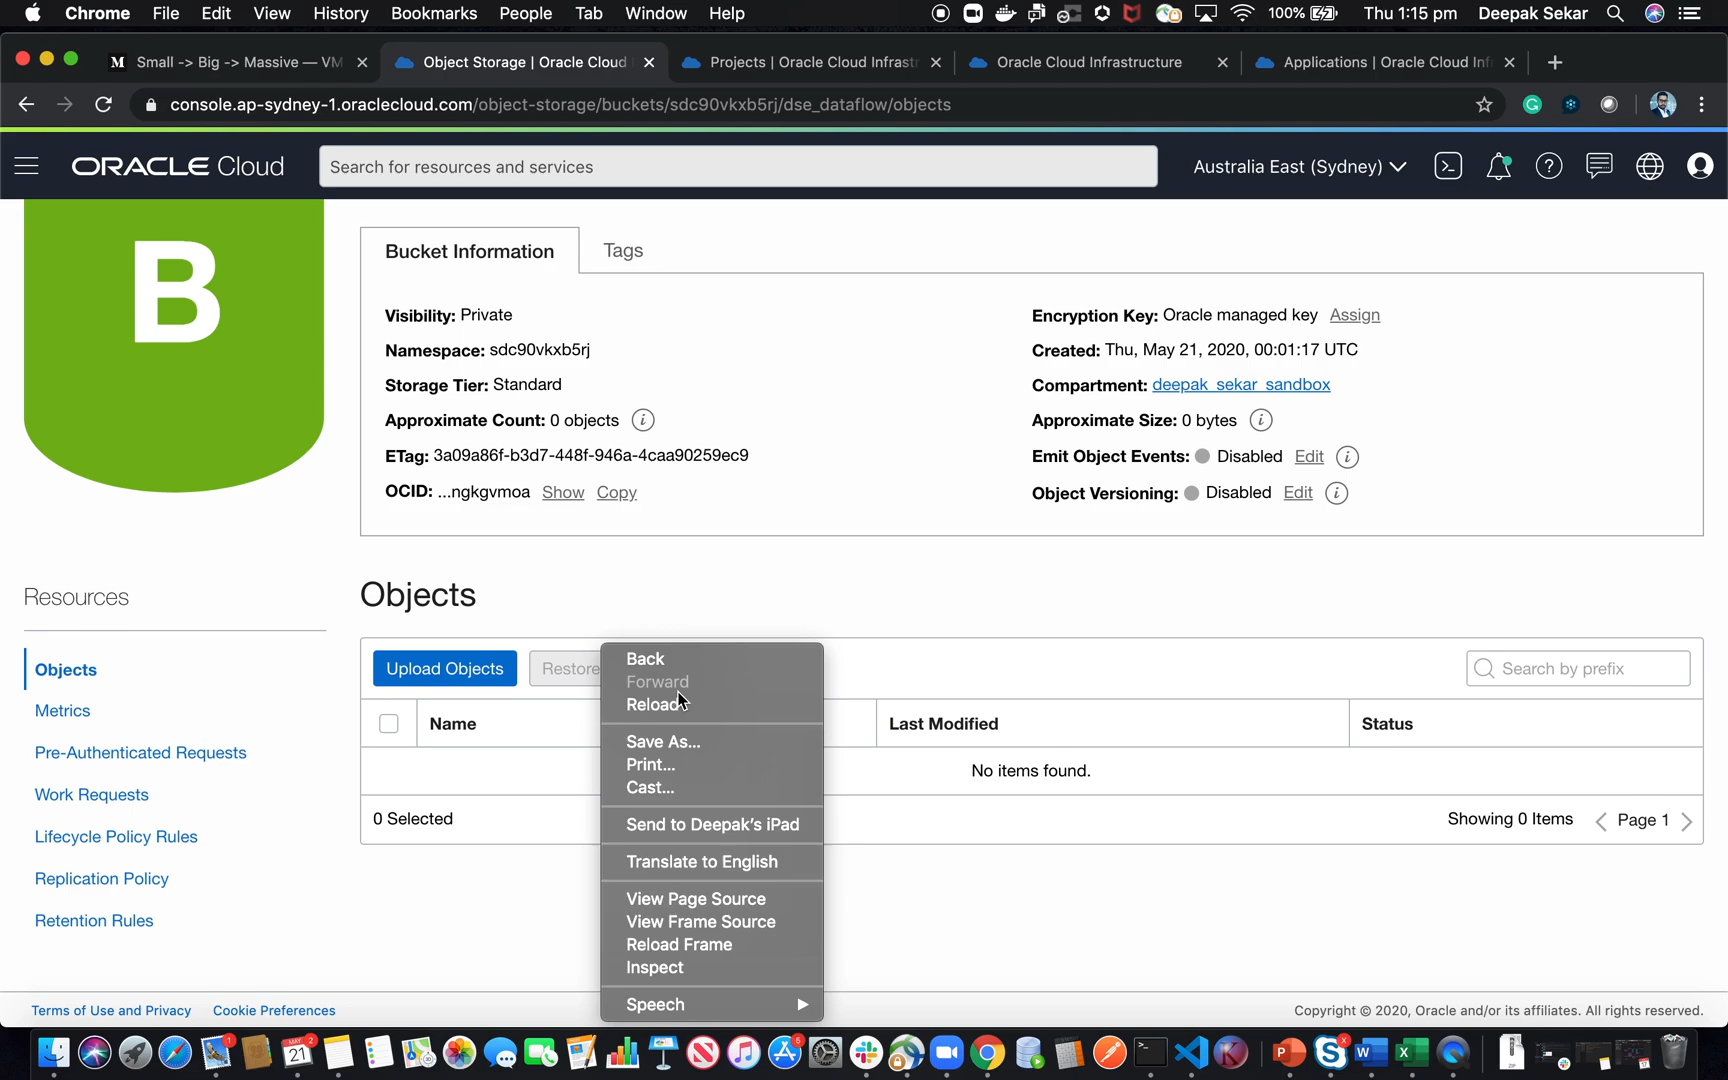 Chrome File Edit View History Bookmarks People Tab Window Help 100% Thu 1:15 pm Deepak Sekar
M Small -> Big -> Massive — VM Object Storage | Oracle Cloud Projects | Oracle Cloud Infrast Oracle Cloud Infrastructure Applications | Oracle Cloud Inf
console.ap-sydney-1.oraclecloud.com/object-storage/buckets/sdc90vkxb5rj/dse_dataflow/objects
ORACLE Cloud Search for resources and services Australia East (Sydney)
B
Bucket Information Tags
Visibility: Private Encryption Key: Oracle managed key Assign
Namespace: sdc90vkxb5rj Created: Thu, May 21, 2020, 00:01:17 UTC
Storage Tier: Standard Compartment: deepak_sekar_sandbox
Approximate Count: 0 objects i Approximate Size: 0 bytes i
ETag: 3a09a86f-b3d7-448f-946a-4caa90259ec9 Emit Object Events: Disabled Edit i
OCID: ...ngkgvmoa Show Copy Object Versioning: Disabled Edit i
Resources
Objects
Metrics
Pre-Authenticated Requests
Work Requests
Lifecycle Policy Rules
Replication Policy
Retention Rules
Objects
Upload Objects Restore Search by prefix
Name Last Modified Status
No items found.
0 Selected Showing 0 Items Page 1
Back
Forward
Reload
Save As...
Print...
Cast...
Send to Deepak's iPad
Translate to English
View Page Source
View Frame Source
Reload Frame
Inspect
Speech
Terms of Use and Privacy Cookie Preferences Copyright © 2020, Oracle and/or its affiliates. All rights reserved.